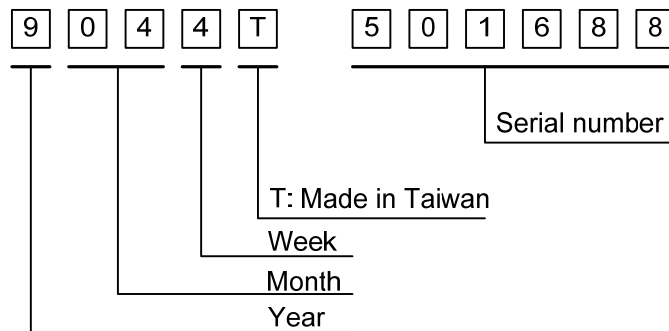 9 0 4 4 T 5 0 1 6 8 8
Serial number
T: Made in Taiwan
Week
Month
Year